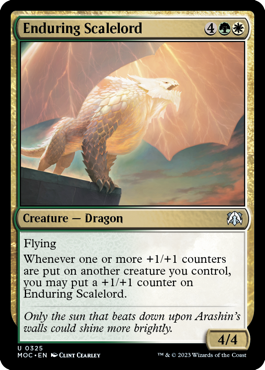 Enduring Scalelord 4
Creature — Dragon
Flying
Whenever one or more +1/+1 counters
are put on another creature you control,
you may put a +1/+1 counter on
Enduring Scalelord.
Only the sun that beats down upon Arashin's
walls could shine more brightly.
4/4
U 0325
MOC • EN CLINT CEARLEY
™ & © 2023 Wizards of the Coast